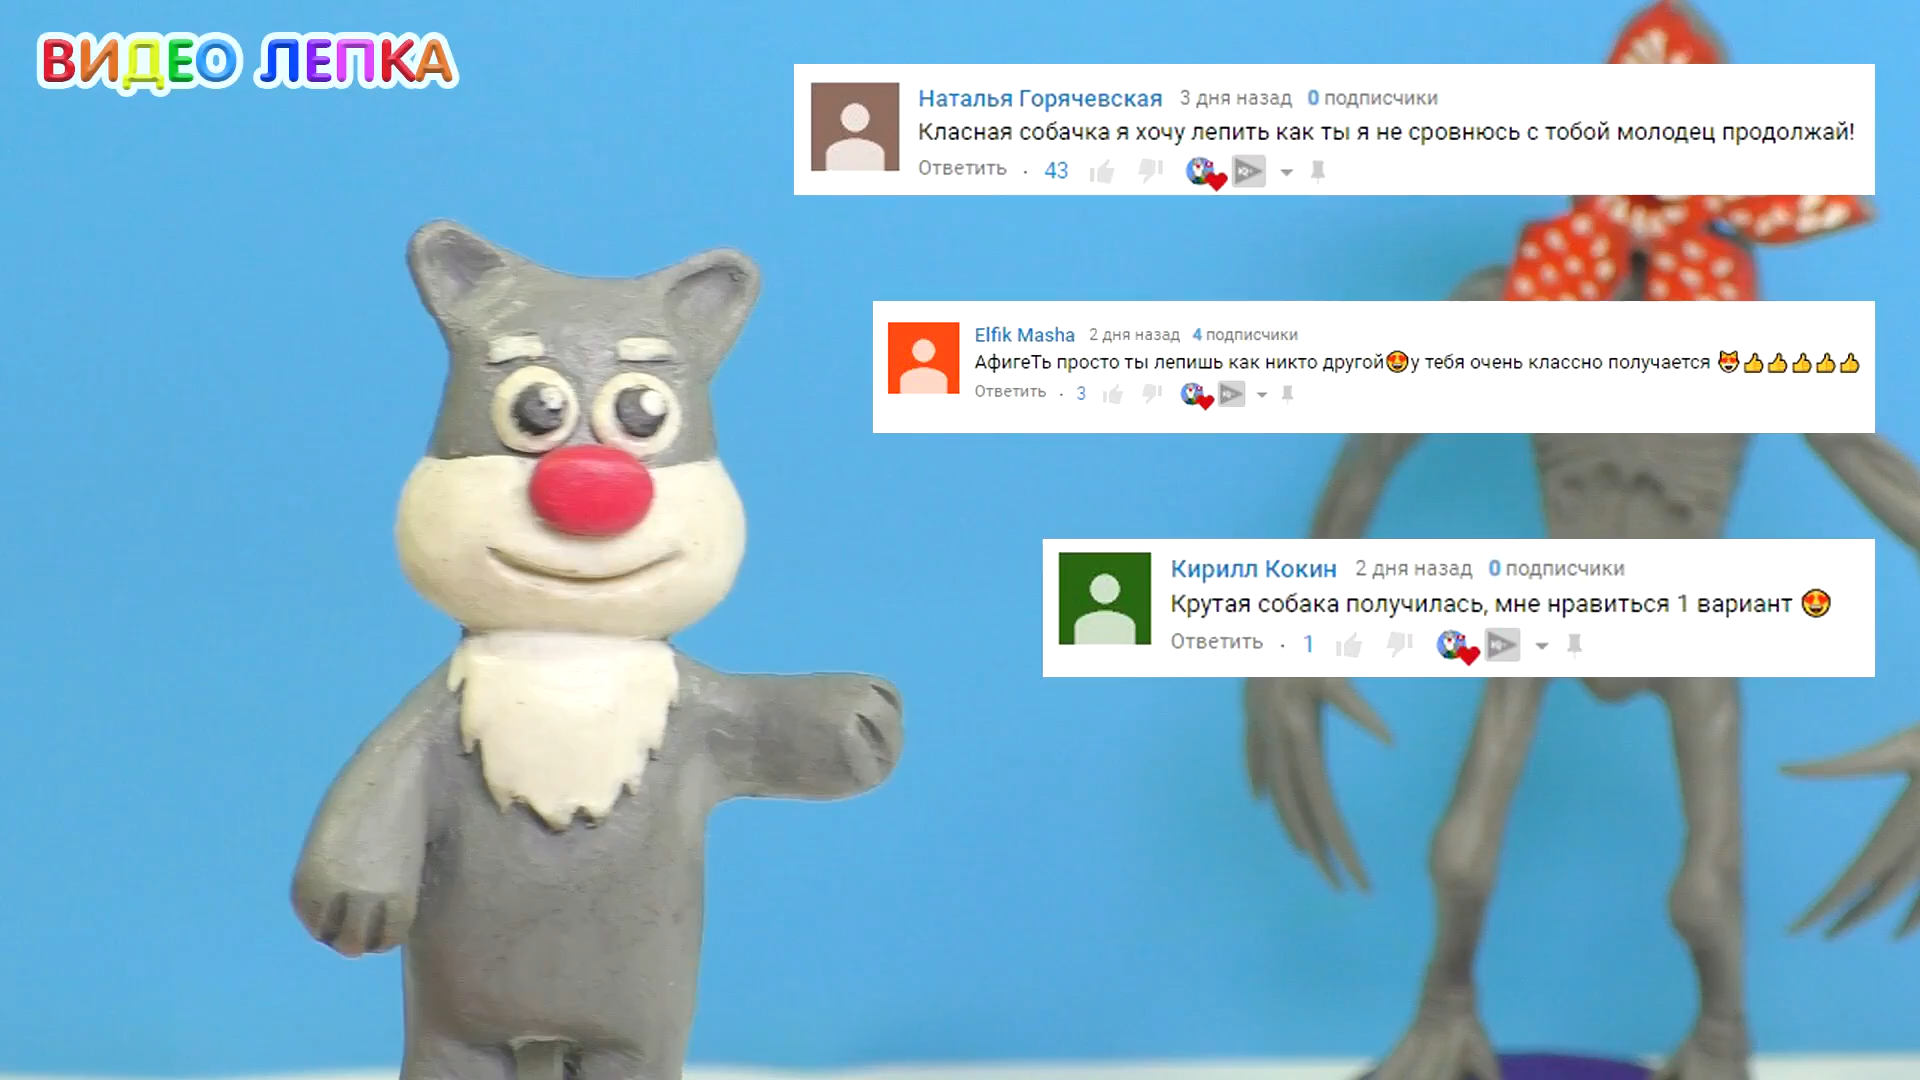 ВИДЕО ЛЕПКА
Наталья Горячевская 3 дня назад 0 подписчики
Класная собачка я хочу лепить как ты я не сровнюсь с тобой молодец продолжай!
Ответить · 43
Elfik Masha 2 дня назад 4 подписчики
АфигеТь просто ты лепишь как никто другой😍у тебя очень классно получается 😻👍👍👍👍👍
Ответить · 3
Кирилл Кокин 2 дня назад 0 подписчики
Крутая собака получилась, мне нравиться 1 вариант 😍
Ответить · 1